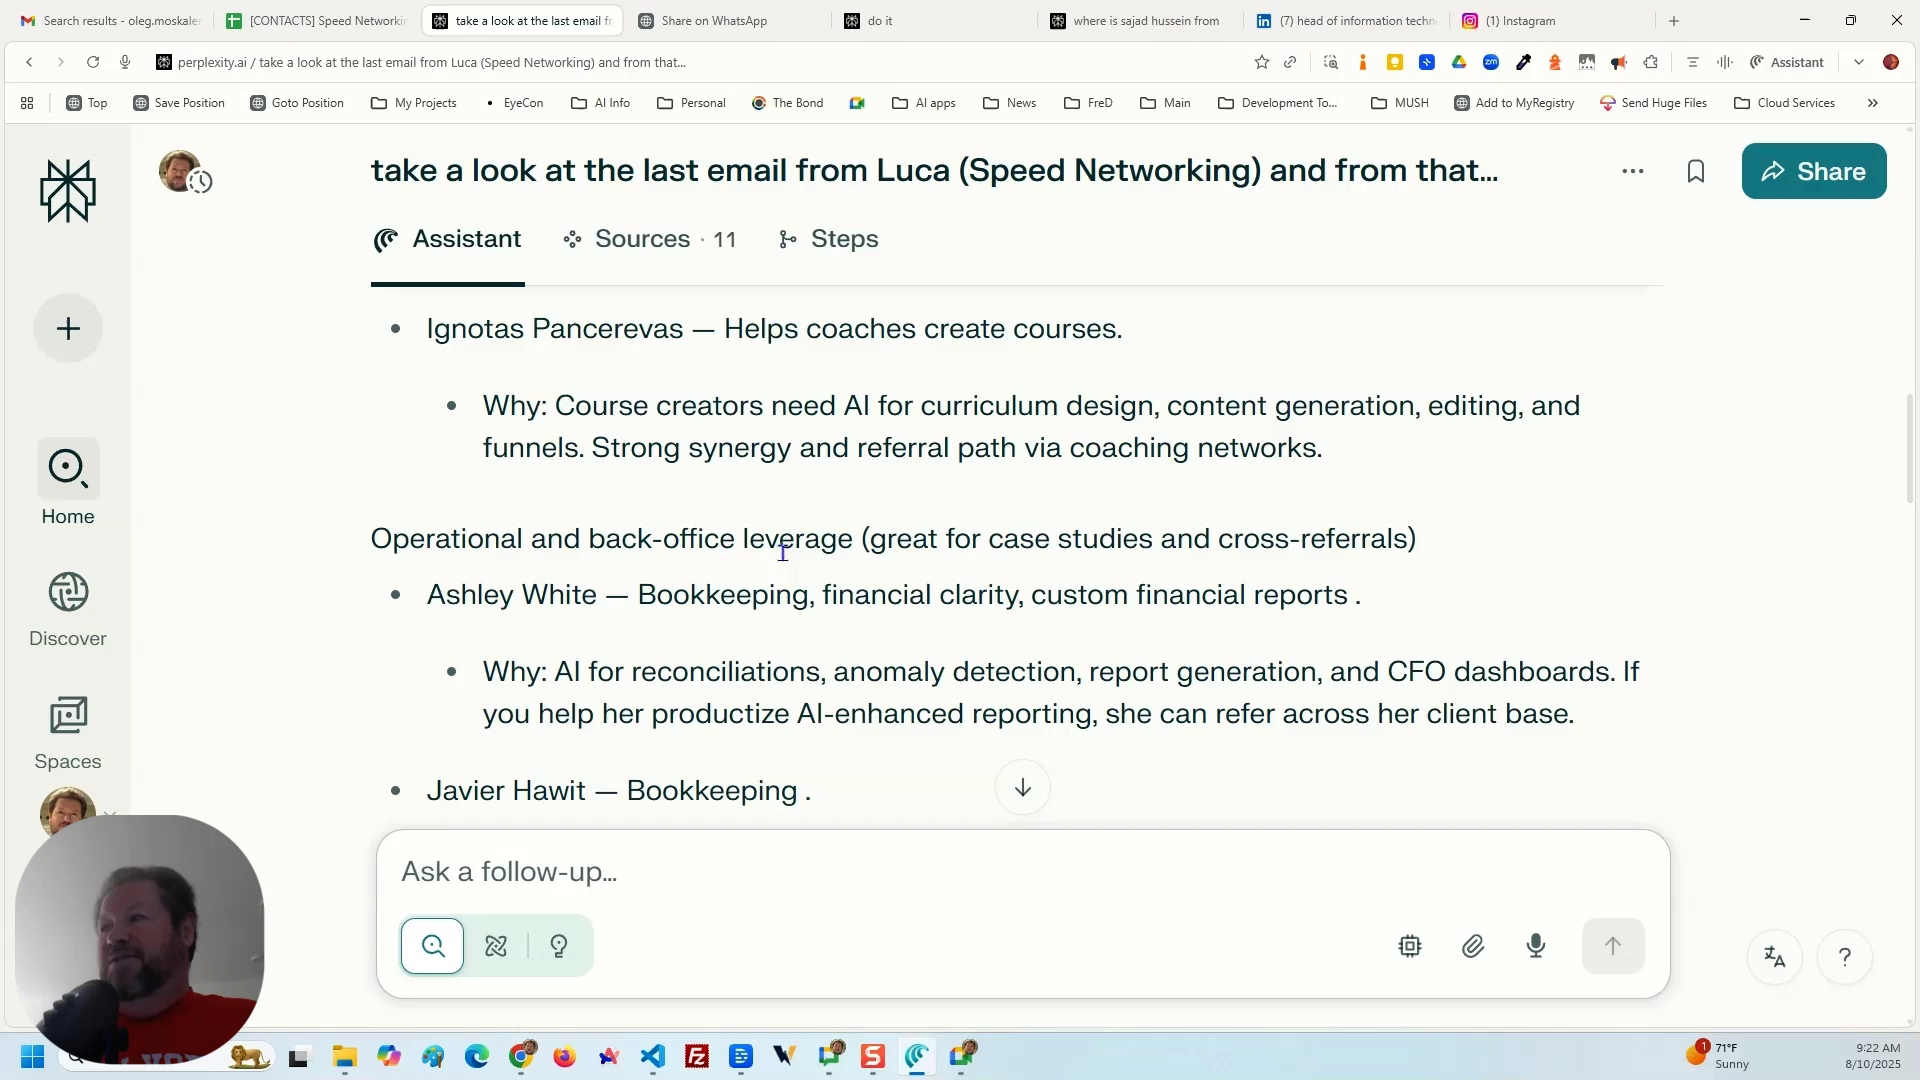 Search results - oleg.moskaler
[CONTACTS] Speed Networkin
take a look at the last email fr
Share on WhatsApp
do it
where is sajad hussein from
(7) head of information techno
(1) Instagram
perplexity.ai / take a look at the last email from Luca (Speed Networking) and from that...
Assistant
Top
Save Position
Goto Position
My Projects
EyeCon
AI Info
Personal
The Bond
AI apps
News
FreD
Main
Development To...
MUSH
Add to MyRegistry
Send Huge Files
Cloud Services
take a look at the last email from Luca (Speed Networking) and from that...
Share
Assistant
Sources · 11
Steps
Ignotas Pancerevas — Helps coaches create courses.
Why: Course creators need AI for curriculum design, content generation, editing, and
funnels. Strong synergy and referral path via coaching networks.
Operational and back-office leverage (great for case studies and cross-referrals)
Ashley White — Bookkeeping, financial clarity, custom financial reports .
Why: AI for reconciliations, anomaly detection, report generation, and CFO dashboards. If
you help her productize AI-enhanced reporting, she can refer across her client base.
Javier Hawit — Bookkeeping .
Home
Discover
Spaces
Ask a follow-up...
?
zm
1
71°F
Sunny
9:22 AM
8/10/2025